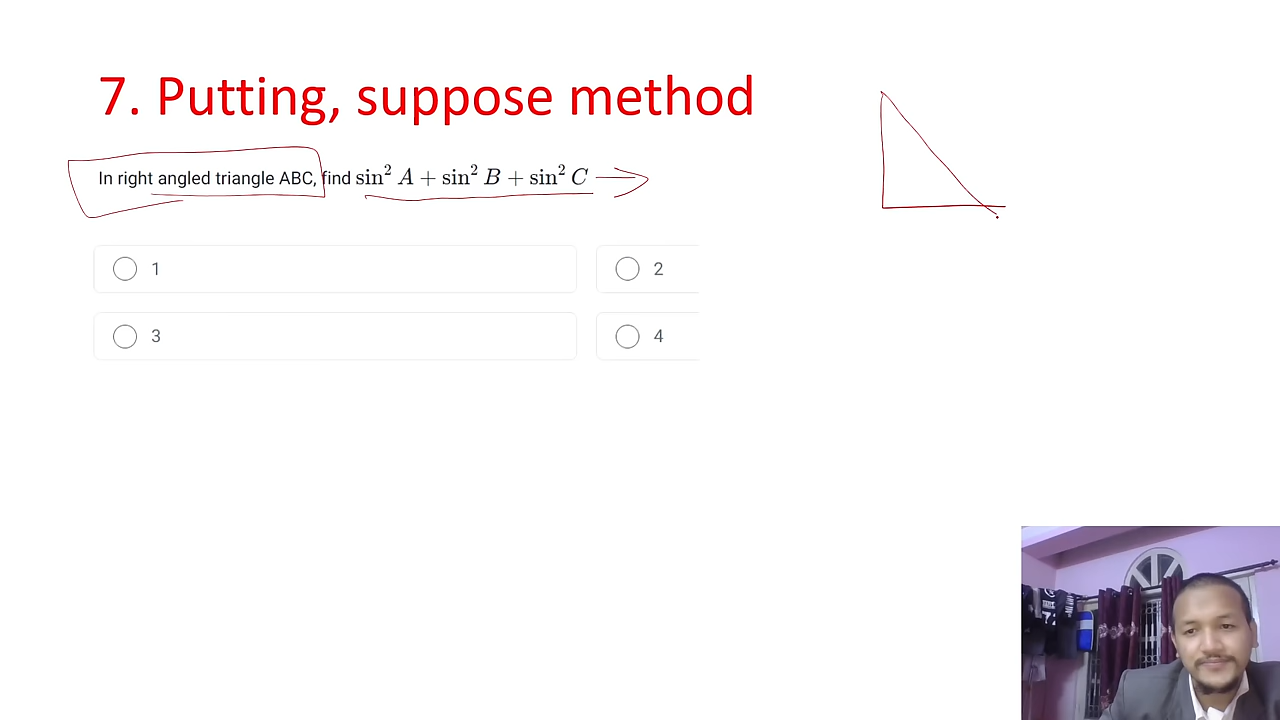 7. Putting, suppose method
In right angled triangle ABC, find sin² A + sin² B + sin² C
1
2
3
4